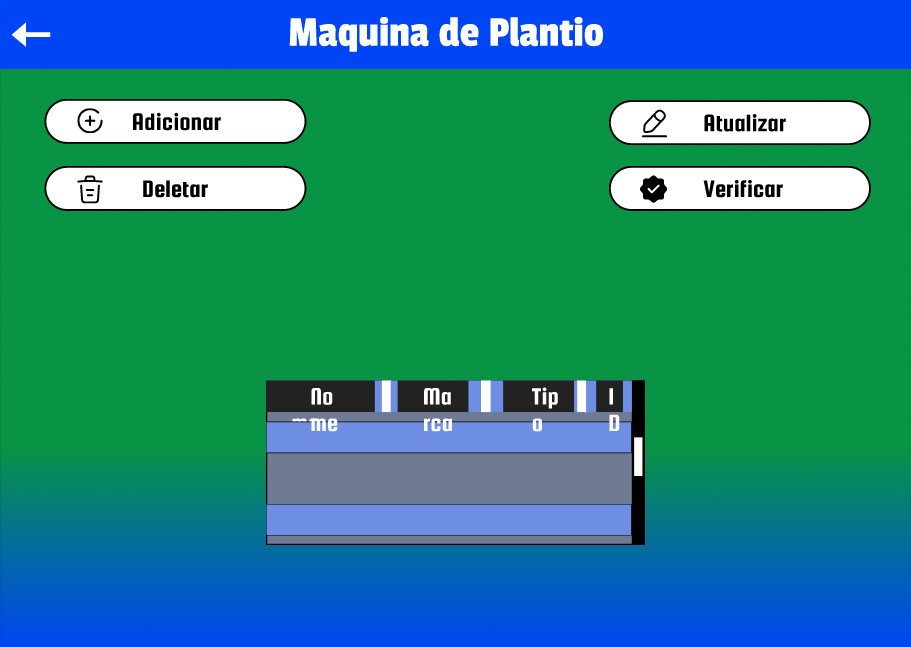 Maquina de Plantio
Adicionar
Atualizar
Deletar
Verificar
No Ma Tip I
me rca o D